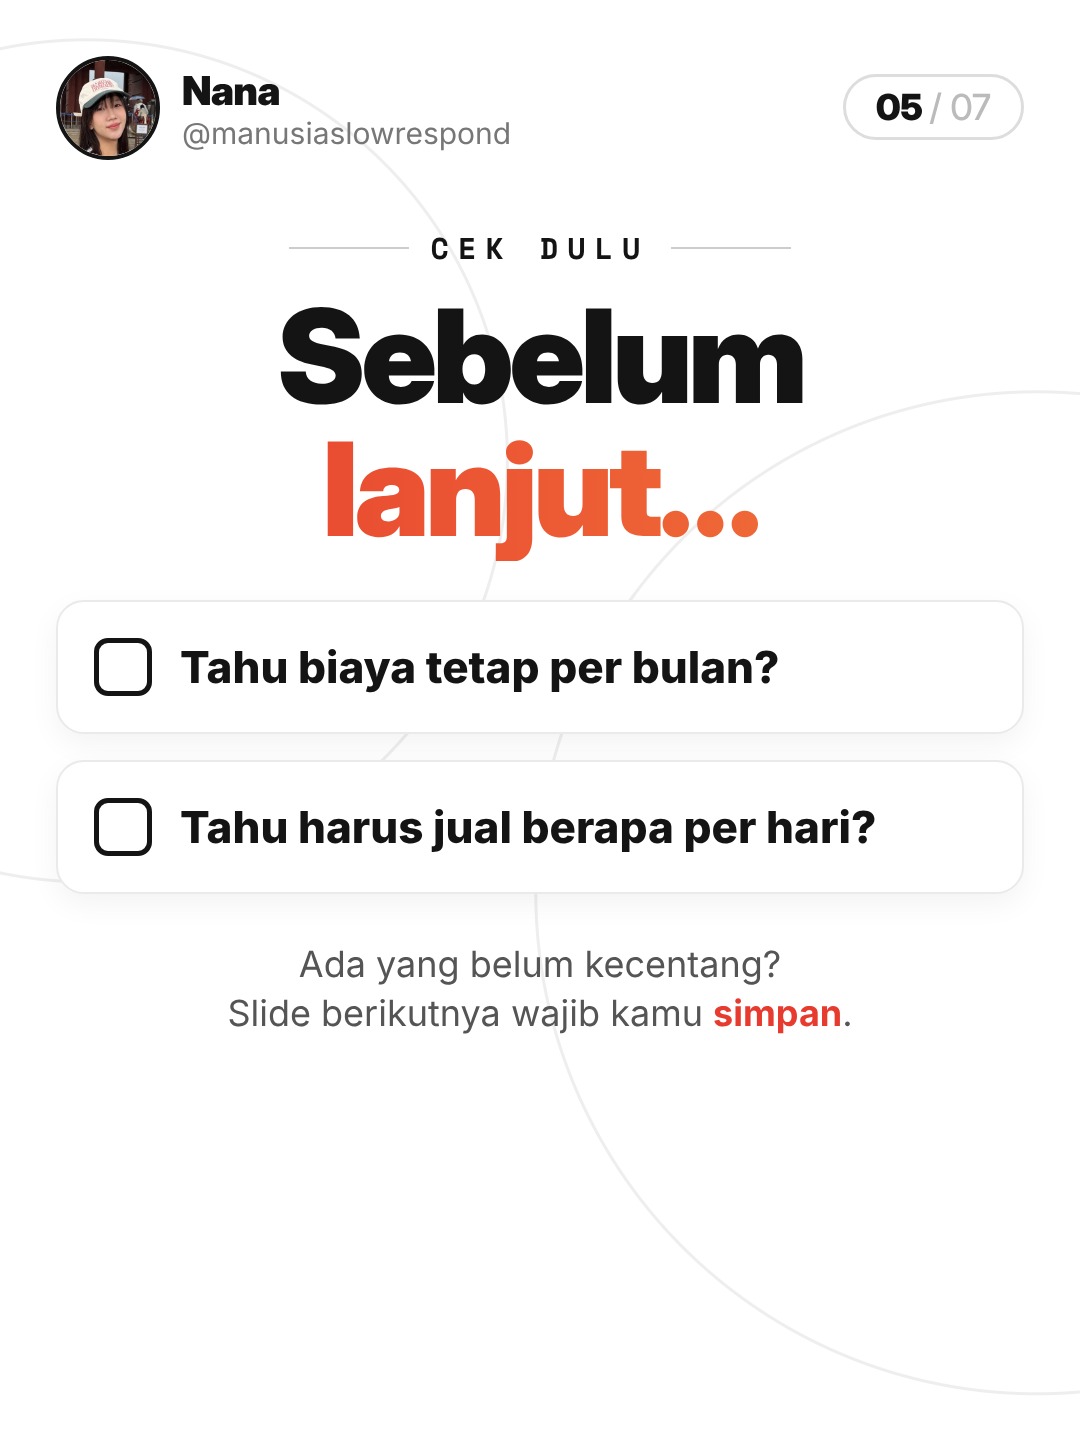 Nana
@manusiaslowrespond
05 / 07
CEK DULU
Sebelum
lanjut...
Tahu biaya tetap per bulan?
Tahu harus jual berapa per hari?
Ada yang belum kecentang?
Slide berikutnya wajib kamu simpan.